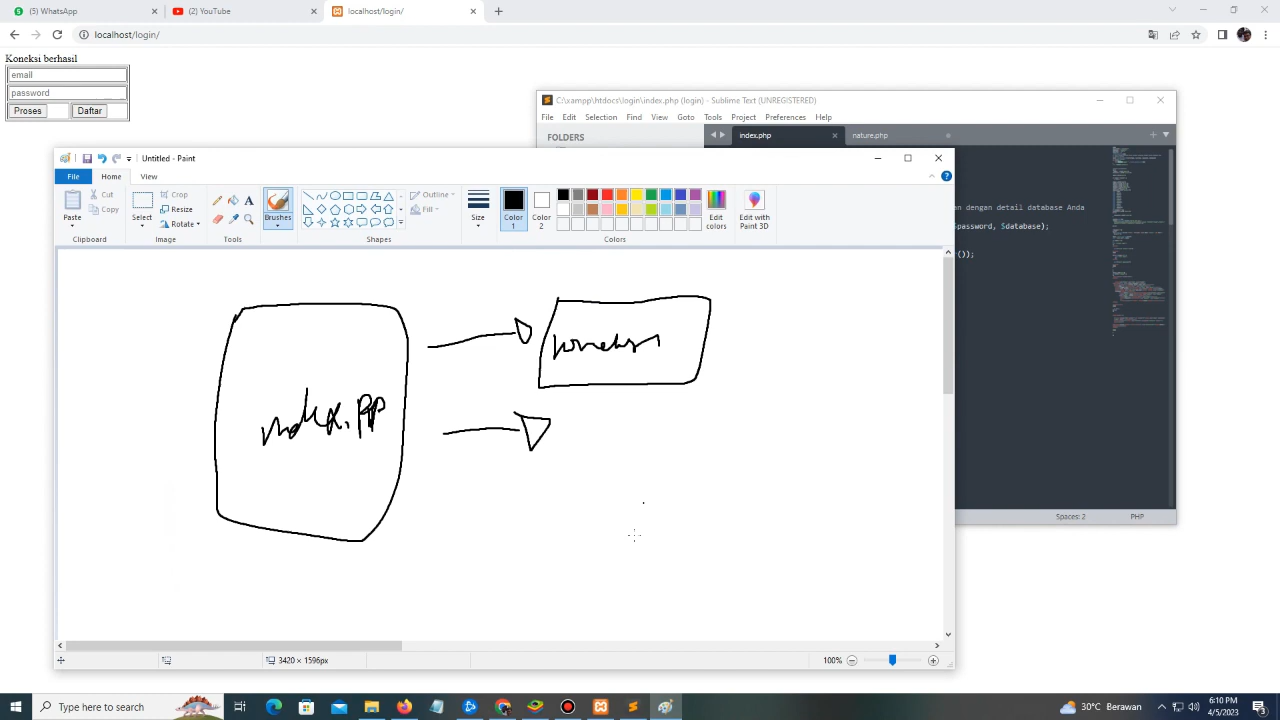 (5) WhatsApp
(2) YouTube
localhost/login/
localhost/login/
Koneksi berhasil
email
password
Proses
Daftar
C:\xampp\htdocs\login\index.php (login) - Sublime Text (UNREGISTERED)
File Edit Selection Find View Goto Tools Project Preferences Help
FOLDERS
index.php
nature.php
an dengan detail database Anda
$password, $database);
r());
Spaces: 2
PHP
Untitled - Paint
File Home View
Paste
Cut
Copy
Clipboard
Select
Crop
Resize
Rotate
Image
A
Tools
Brushes
Outline
Fill
Shapes
Size
Color 1
Color 2
Edit colors
Colors
Edit with Paint 3D
koneksi
index.pp
3420 × 1596px
100%
Type here to search
30°C Berawan
6:10 PM
4/5/2023